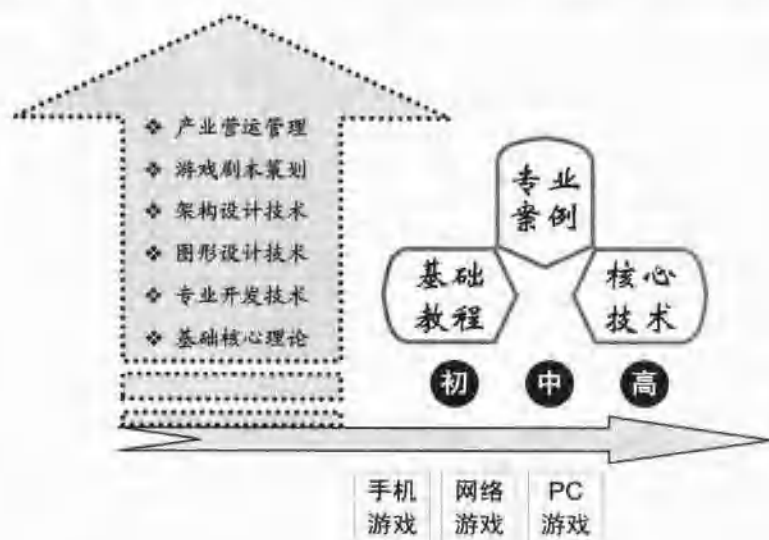 ❖ 产业营运管理
❖ 游戏剧本策划
❖ 架构设计技术
❖ 图形设计技术
❖ 专业开发技术
❖ 基础核心理论
专业
案例
基础
教程
核心
技术
初 中 高
手机
游戏
网络
游戏
PC
游戏